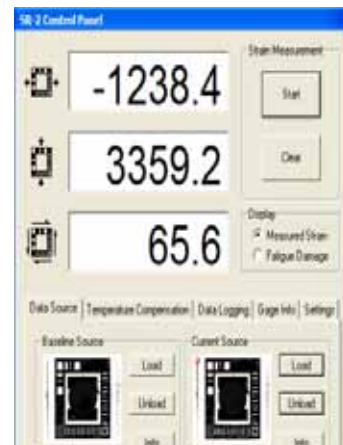 SR-2 Control Panel
Strain Measurement
-1238.4
Start
3359.2
Clear
Display
Measured Strain
65.6
Fatigue Damage
Data Source
Temperature Compensation
Data Logging
Gage Info
Settings
Baseline Source
Current Source
Load
Load
Unload
Unload
Info
Info